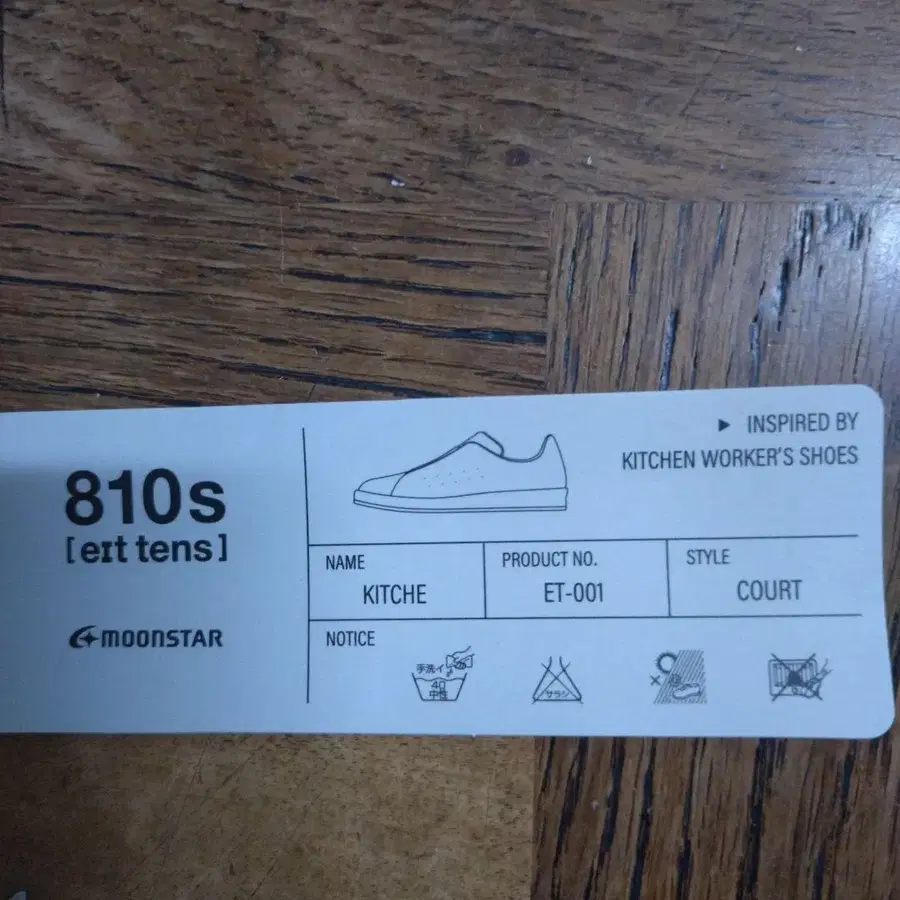 810s
[eɪt tens]
MOONSTAR
▶ INSPIRED BY
KITCHEN WORKER'S SHOES
NAME
KITCHE
PRODUCT NO.
ET-001
STYLE
COURT
NOTICE
手洗イ
40
中性
サラシ